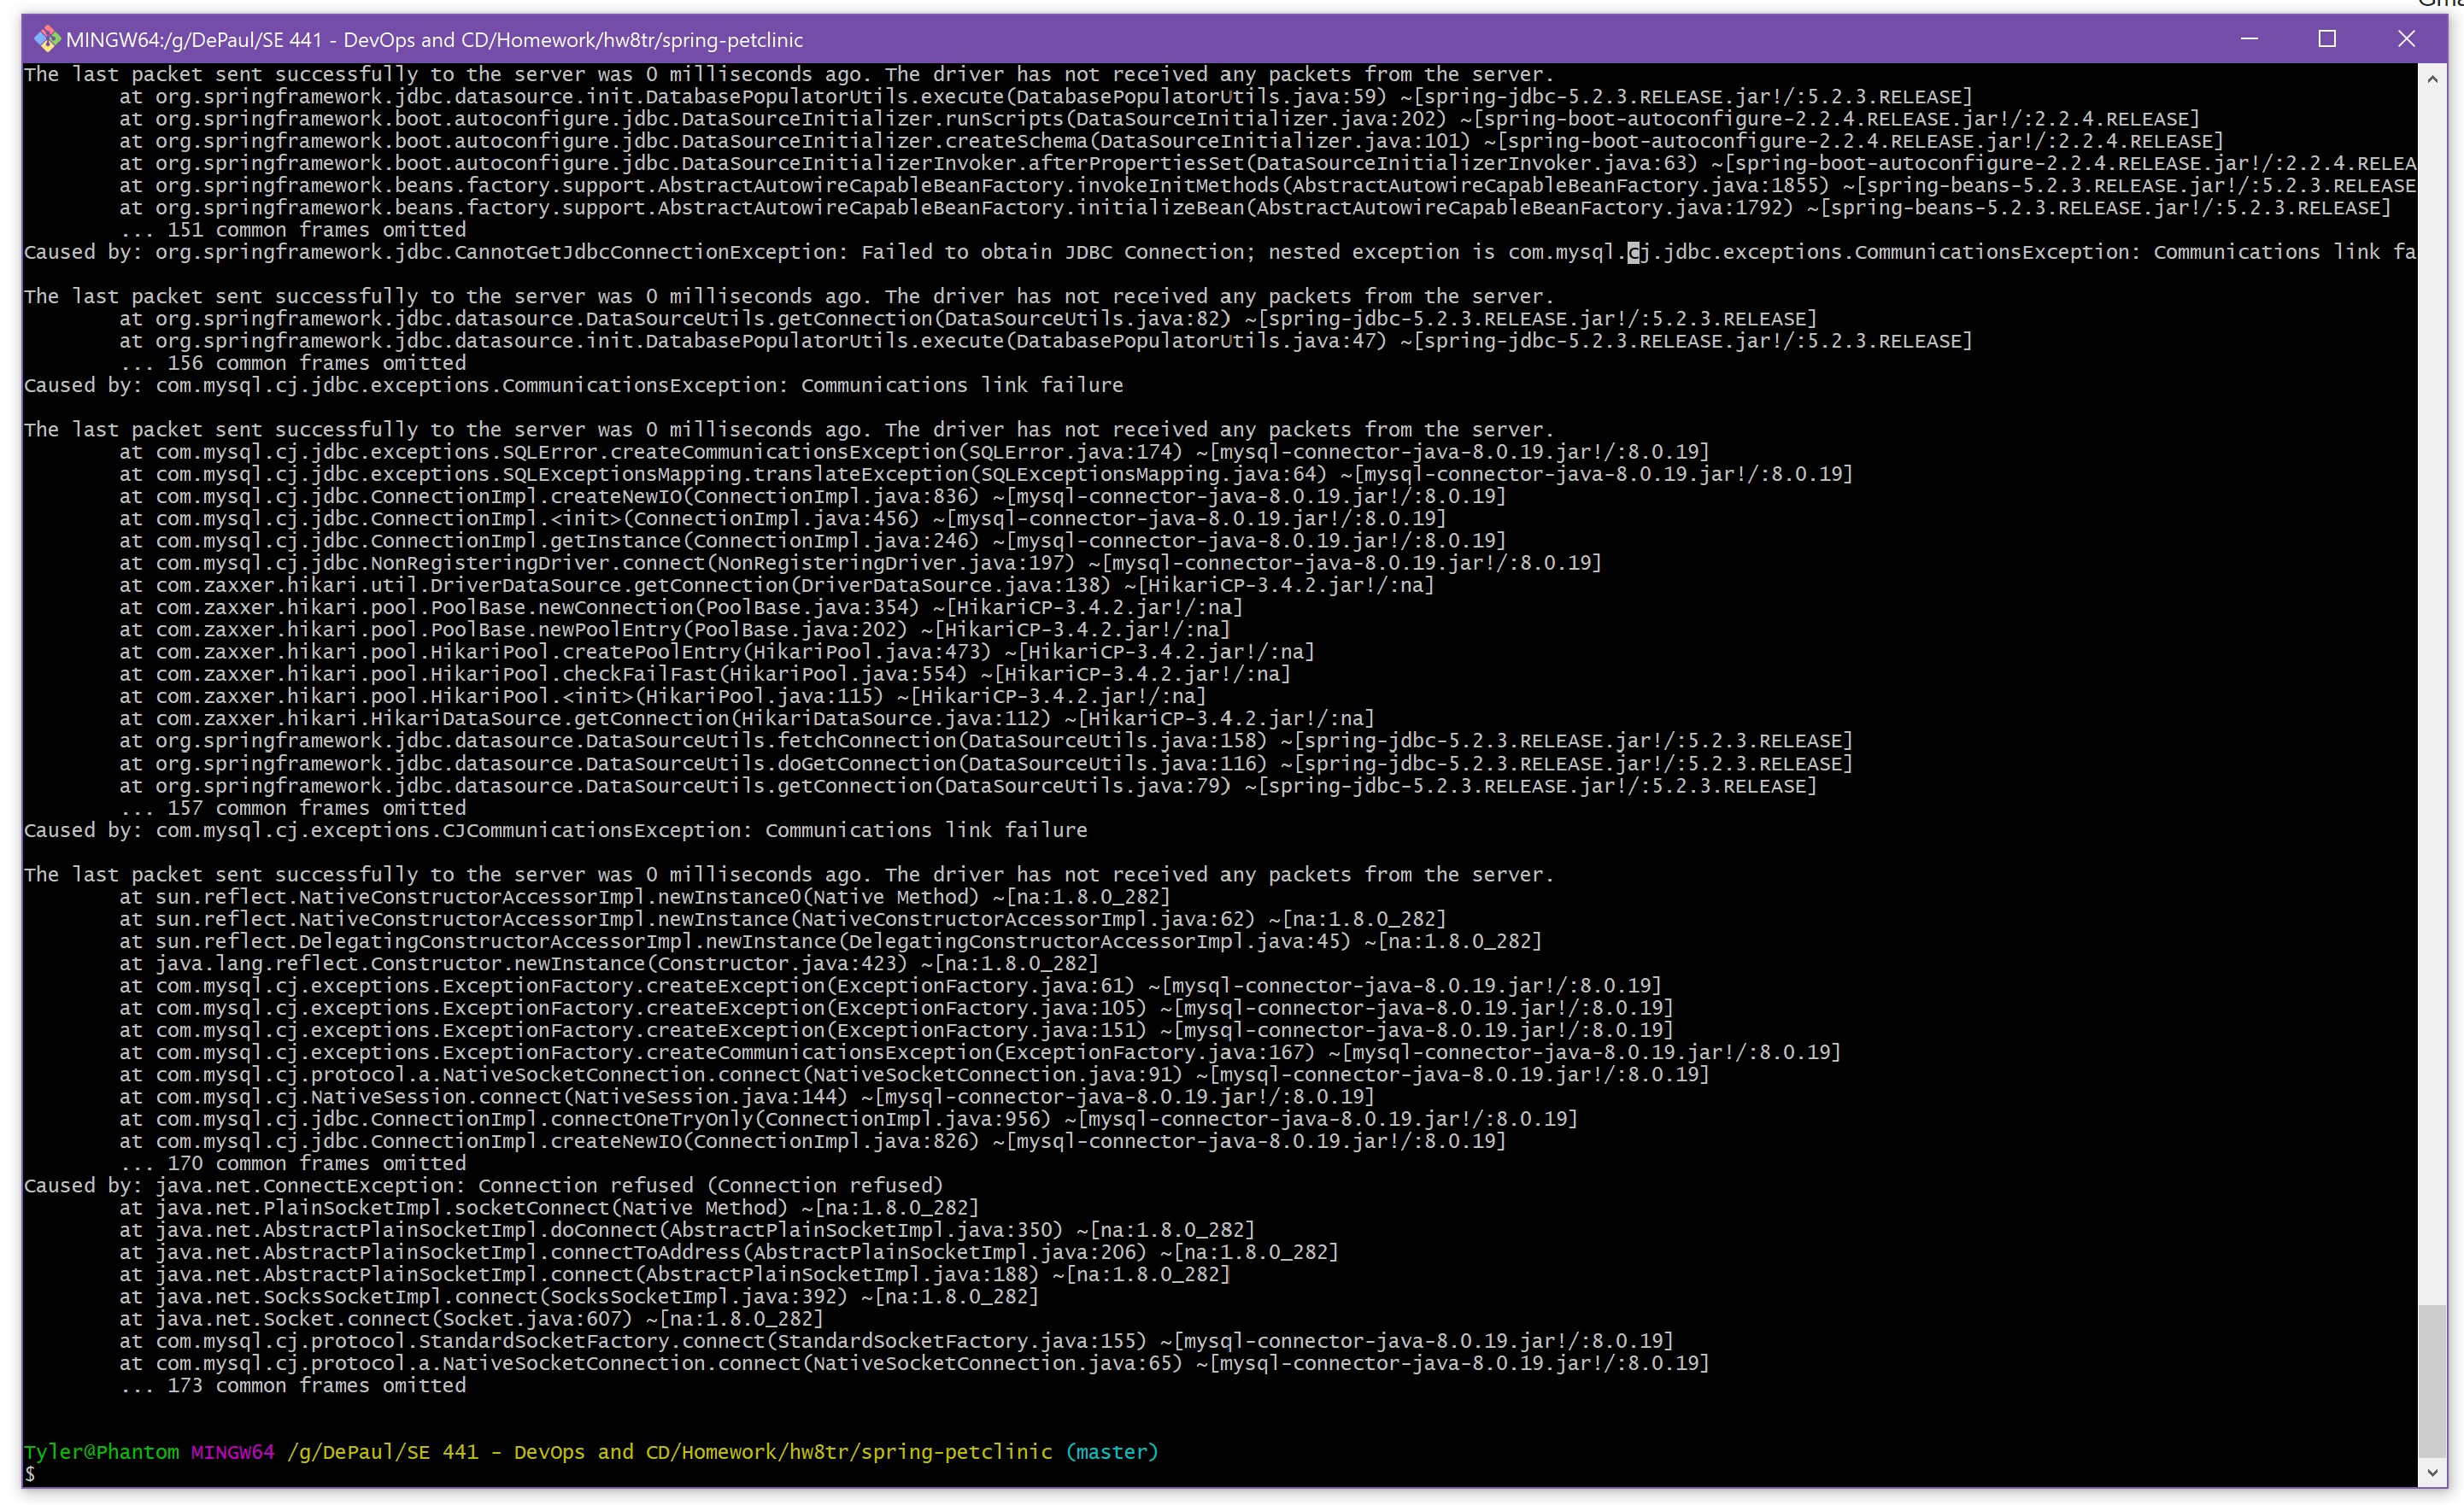 Gma
MINGW64:/g/DePaul/SE 441 - DevOps and CD/Homework/hw8tr/spring-petclinic
The last packet sent successfully to the server was 0 milliseconds ago. The driver has not received any packets from the server.
        at org.springframework.jdbc.datasource.init.DatabasePopulatorUtils.execute(DatabasePopulatorUtils.java:59) ~[spring-jdbc-5.2.3.RELEASE.jar!/:5.2.3.RELEASE]
        at org.springframework.boot.autoconfigure.jdbc.DataSourceInitializer.runScripts(DataSourceInitializer.java:202) ~[spring-boot-autoconfigure-2.2.4.RELEASE.jar!/:2.2.4.RELEASE]
        at org.springframework.boot.autoconfigure.jdbc.DataSourceInitializer.createSchema(DataSourceInitializer.java:101) ~[spring-boot-autoconfigure-2.2.4.RELEASE.jar!/:2.2.4.RELEASE]
        at org.springframework.boot.autoconfigure.jdbc.DataSourceInitializerInvoker.afterPropertiesSet(DataSourceInitializerInvoker.java:63) ~[spring-boot-autoconfigure-2.2.4.RELEASE.jar!/:2.2.4.RELEA
        at org.springframework.beans.factory.support.AbstractAutowireCapableBeanFactory.invokeInitMethods(AbstractAutowireCapableBeanFactory.java:1855) ~[spring-beans-5.2.3.RELEASE.jar!/:5.2.3.RELEASE
        at org.springframework.beans.factory.support.AbstractAutowireCapableBeanFactory.initializeBean(AbstractAutowireCapableBeanFactory.java:1792) ~[spring-beans-5.2.3.RELEASE.jar!/:5.2.3.RELEASE]
        ... 151 common frames omitted
Caused by: org.springframework.jdbc.CannotGetJdbcConnectionException: Failed to obtain JDBC Connection; nested exception is com.mysql.cj.jdbc.exceptions.CommunicationsException: Communications link fa
The last packet sent successfully to the server was 0 milliseconds ago. The driver has not received any packets from the server.
        at org.springframework.jdbc.datasource.DataSourceUtils.getConnection(DataSourceUtils.java:82) ~[spring-jdbc-5.2.3.RELEASE.jar!/:5.2.3.RELEASE]
        at org.springframework.jdbc.datasource.init.DatabasePopulatorUtils.execute(DatabasePopulatorUtils.java:47) ~[spring-jdbc-5.2.3.RELEASE.jar!/:5.2.3.RELEASE]
        ... 156 common frames omitted
Caused by: com.mysql.cj.jdbc.exceptions.CommunicationsException: Communications link failure
The last packet sent successfully to the server was 0 milliseconds ago. The driver has not received any packets from the server.
        at com.mysql.cj.jdbc.exceptions.SQLError.createCommunicationsException(SQLError.java:174) ~[mysql-connector-java-8.0.19.jar!/:8.0.19]
        at com.mysql.cj.jdbc.exceptions.SQLExceptionsMapping.translateException(SQLExceptionsMapping.java:64) ~[mysql-connector-java-8.0.19.jar!/:8.0.19]
        at com.mysql.cj.jdbc.ConnectionImpl.createNewIO(ConnectionImpl.java:836) ~[mysql-connector-java-8.0.19.jar!/:8.0.19]
        at com.mysql.cj.jdbc.ConnectionImpl.<init>(ConnectionImpl.java:456) ~[mysql-connector-java-8.0.19.jar!/:8.0.19]
        at com.mysql.cj.jdbc.ConnectionImpl.getInstance(ConnectionImpl.java:246) ~[mysql-connector-java-8.0.19.jar!/:8.0.19]
        at com.mysql.cj.jdbc.NonRegisteringDriver.connect(NonRegisteringDriver.java:197) ~[mysql-connector-java-8.0.19.jar!/:8.0.19]
        at com.zaxxer.hikari.util.DriverDataSource.getConnection(DriverDataSource.java:138) ~[HikariCP-3.4.2.jar!/:na]
        at com.zaxxer.hikari.pool.PoolBase.newConnection(PoolBase.java:354) ~[HikariCP-3.4.2.jar!/:na]
        at com.zaxxer.hikari.pool.PoolBase.newPoolEntry(PoolBase.java:202) ~[HikariCP-3.4.2.jar!/:na]
        at com.zaxxer.hikari.pool.HikariPool.createPoolEntry(HikariPool.java:473) ~[HikariCP-3.4.2.jar!/:na]
        at com.zaxxer.hikari.pool.HikariPool.checkFailFast(HikariPool.java:554) ~[HikariCP-3.4.2.jar!/:na]
        at com.zaxxer.hikari.pool.HikariPool.<init>(HikariPool.java:115) ~[HikariCP-3.4.2.jar!/:na]
        at com.zaxxer.hikari.HikariDataSource.getConnection(HikariDataSource.java:112) ~[HikariCP-3.4.2.jar!/:na]
        at org.springframework.jdbc.datasource.DataSourceUtils.fetchConnection(DataSourceUtils.java:158) ~[spring-jdbc-5.2.3.RELEASE.jar!/:5.2.3.RELEASE]
        at org.springframework.jdbc.datasource.DataSourceUtils.doGetConnection(DataSourceUtils.java:116) ~[spring-jdbc-5.2.3.RELEASE.jar!/:5.2.3.RELEASE]
        at org.springframework.jdbc.datasource.DataSourceUtils.getConnection(DataSourceUtils.java:79) ~[spring-jdbc-5.2.3.RELEASE.jar!/:5.2.3.RELEASE]
        ... 157 common frames omitted
Caused by: com.mysql.cj.exceptions.CJCommunicationsException: Communications link failure
The last packet sent successfully to the server was 0 milliseconds ago. The driver has not received any packets from the server.
        at sun.reflect.NativeConstructorAccessorImpl.newInstance0(Native Method) ~[na:1.8.0_282]
        at sun.reflect.NativeConstructorAccessorImpl.newInstance(NativeConstructorAccessorImpl.java:62) ~[na:1.8.0_282]
        at sun.reflect.DelegatingConstructorAccessorImpl.newInstance(DelegatingConstructorAccessorImpl.java:45) ~[na:1.8.0_282]
        at java.lang.reflect.Constructor.newInstance(Constructor.java:423) ~[na:1.8.0_282]
        at com.mysql.cj.exceptions.ExceptionFactory.createException(ExceptionFactory.java:61) ~[mysql-connector-java-8.0.19.jar!/:8.0.19]
        at com.mysql.cj.exceptions.ExceptionFactory.createException(ExceptionFactory.java:105) ~[mysql-connector-java-8.0.19.jar!/:8.0.19]
        at com.mysql.cj.exceptions.ExceptionFactory.createException(ExceptionFactory.java:151) ~[mysql-connector-java-8.0.19.jar!/:8.0.19]
        at com.mysql.cj.exceptions.ExceptionFactory.createCommunicationsException(ExceptionFactory.java:167) ~[mysql-connector-java-8.0.19.jar!/:8.0.19]
        at com.mysql.cj.protocol.a.NativeSocketConnection.connect(NativeSocketConnection.java:91) ~[mysql-connector-java-8.0.19.jar!/:8.0.19]
        at com.mysql.cj.NativeSession.connect(NativeSession.java:144) ~[mysql-connector-java-8.0.19.jar!/:8.0.19]
        at com.mysql.cj.jdbc.ConnectionImpl.connectOneTryOnly(ConnectionImpl.java:956) ~[mysql-connector-java-8.0.19.jar!/:8.0.19]
        at com.mysql.cj.jdbc.ConnectionImpl.createNewIO(ConnectionImpl.java:826) ~[mysql-connector-java-8.0.19.jar!/:8.0.19]
        ... 170 common frames omitted
Caused by: java.net.ConnectException: Connection refused (Connection refused)
        at java.net.PlainSocketImpl.socketConnect(Native Method) ~[na:1.8.0_282]
        at java.net.AbstractPlainSocketImpl.doConnect(AbstractPlainSocketImpl.java:350) ~[na:1.8.0_282]
        at java.net.AbstractPlainSocketImpl.connectToAddress(AbstractPlainSocketImpl.java:206) ~[na:1.8.0_282]
        at java.net.AbstractPlainSocketImpl.connect(AbstractPlainSocketImpl.java:188) ~[na:1.8.0_282]
        at java.net.SocksSocketImpl.connect(SocksSocketImpl.java:392) ~[na:1.8.0_282]
        at java.net.Socket.connect(Socket.java:607) ~[na:1.8.0_282]
        at com.mysql.cj.protocol.StandardSocketFactory.connect(StandardSocketFactory.java:155) ~[mysql-connector-java-8.0.19.jar!/:8.0.19]
        at com.mysql.cj.protocol.a.NativeSocketConnection.connect(NativeSocketConnection.java:65) ~[mysql-connector-java-8.0.19.jar!/:8.0.19]
        ... 173 common frames omitted
Tyler@Phantom MINGW64 /g/DePaul/SE 441 - DevOps and CD/Homework/hw8tr/spring-petclinic (master)
$